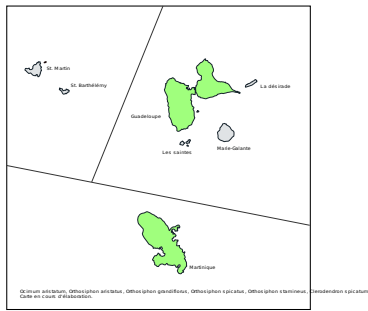 St. Martin
St. Barthélémy
La désirade
Guadeloupe
Marie-Galante
Les saintes
Martinique
Ocimum aristatum, Orthosiphon aristatus, Orthosiphon grandiflorus, Orthosiphon spicatus, Orthosiphon stamineus, Clerodendron spicatum
Carte en cours d'élaboration.